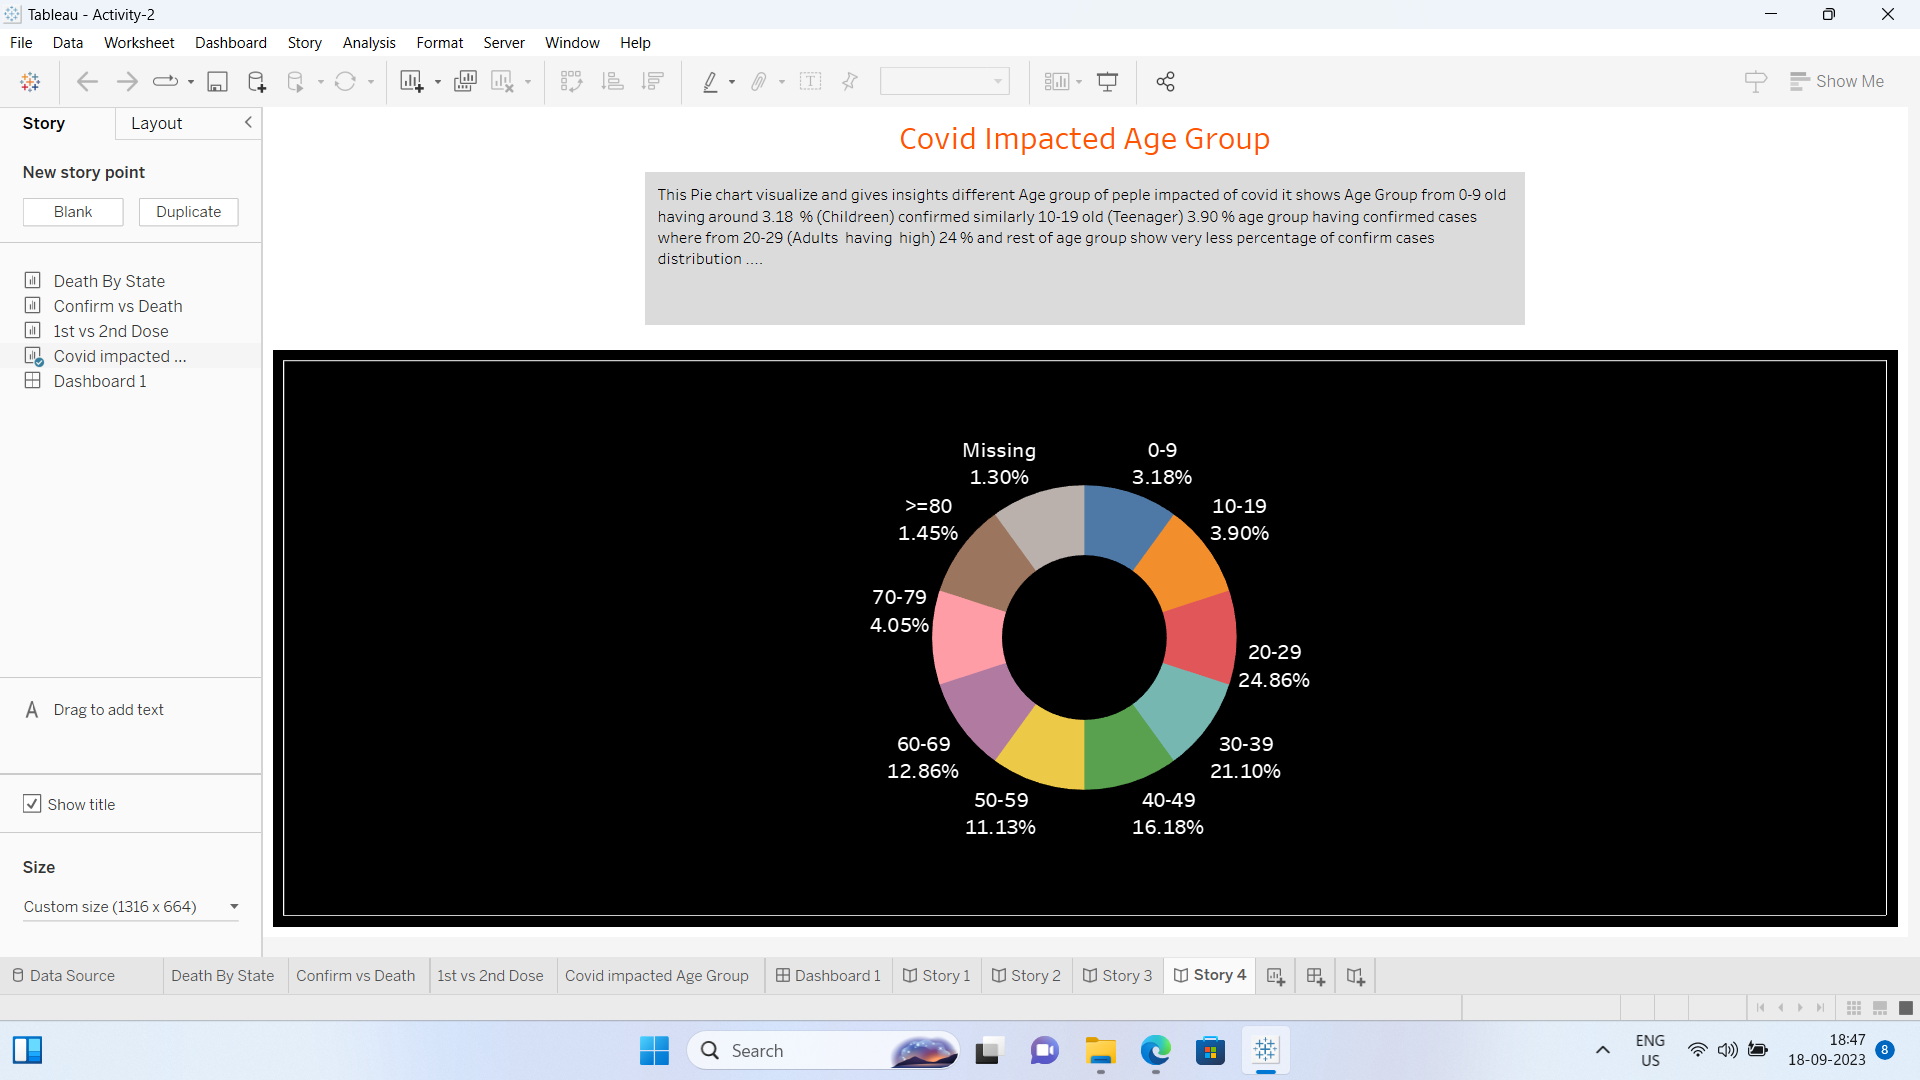 Tableau - Activity-2
File Data Worksheet Dashboard Story Analysis Format Server Window Help
Show Me
Story Layout
New story point
Blank Duplicate
Death By State
Confirm vs Death
1st vs 2nd Dose
Covid impacted ...
Dashboard 1
A Drag to add text
Show title
Size
Custom size (1316 x 664)
Covid Impacted Age Group
This Pie chart visualize and gives insights different Age group of peple impacted of covid it shows Age Group from 0-9 old
having around 3.18 % (Childreen) confirmed similarly 10-19 old (Teenager) 3.90 % age group having confirmed cases
where from 20-29 (Adults having high) 24 % and rest of age group show very less percentage of confirm cases
distribution ....
Missing
1.30%
0-9
3.18%
>=80
1.45%
10-19
3.90%
70-79
4.05%
20-29
24.86%
60-69
12.86%
30-39
21.10%
50-59
11.13%
40-49
16.18%
Data Source Death By State Confirm vs Death 1st vs 2nd Dose Covid impacted Age Group Dashboard 1 Story 1 Story 2 Story 3 Story 4
Search
ENG
US
18:47
18-09-2023
8